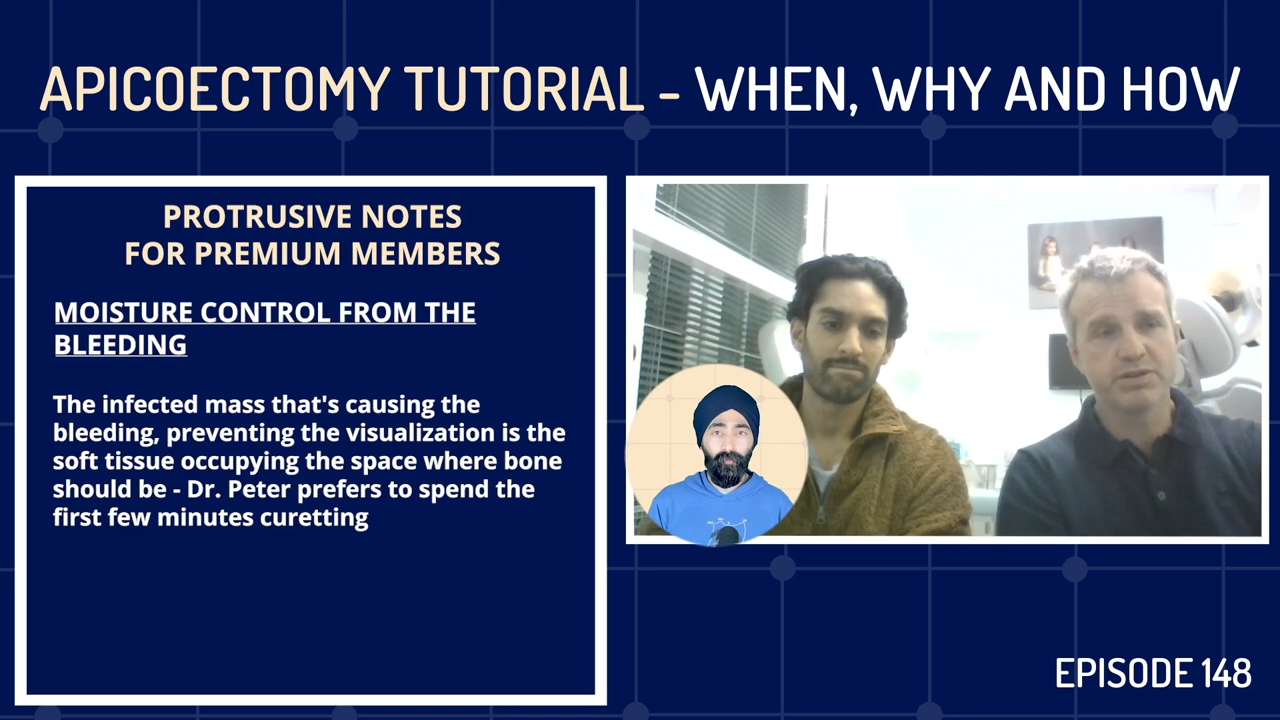 APICOECTOMY TUTORIAL - WHEN, WHY AND HOW
PROTRUSIVE NOTES
FOR PREMIUM MEMBERS
MOISTURE CONTROL FROM THE
BLEEDING
The infected mass that's causing the
bleeding, preventing the visualization is the
soft tissue occupying the space where bone
should be - Dr. Peter prefers to spend the
first few minutes curetting
EPISODE 148